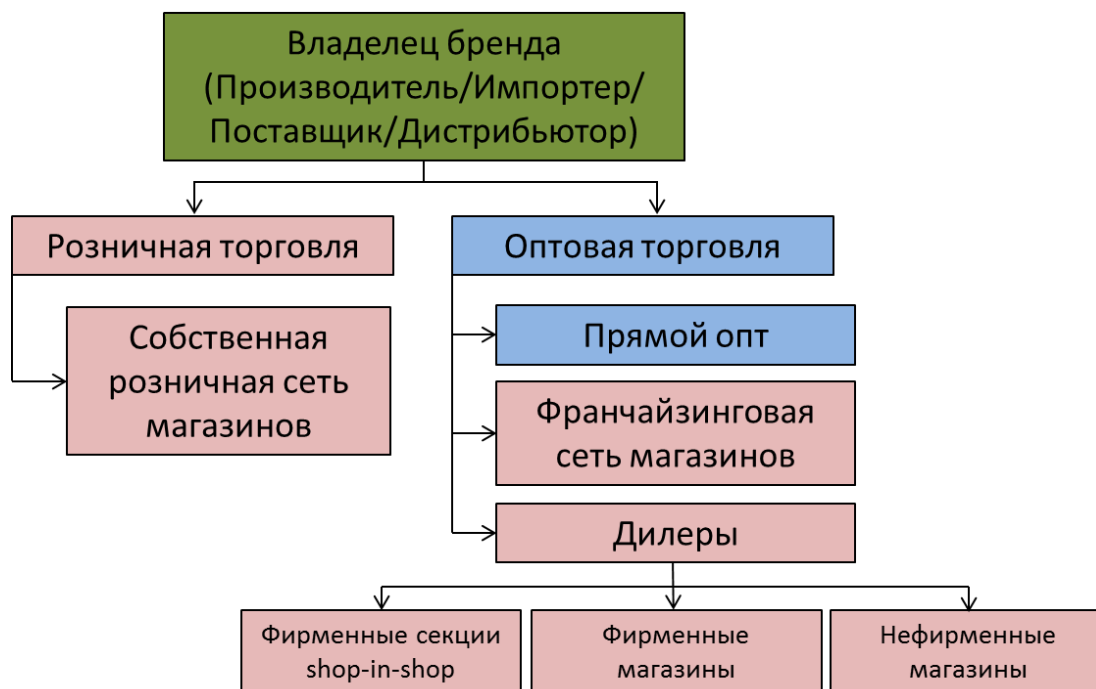 Владелец бренда
(Производитель/Импортер/
Поставщик/Дистрибьютор)
Розничная торговля
Оптовая торговля
Собственная
розничная сеть
магазинов
Прямой опт
Франчайзинговая
сеть магазинов
Дилеры
Фирменные секции
shop-in-shop
Фирменные
магазины
Нефирменные
магазины